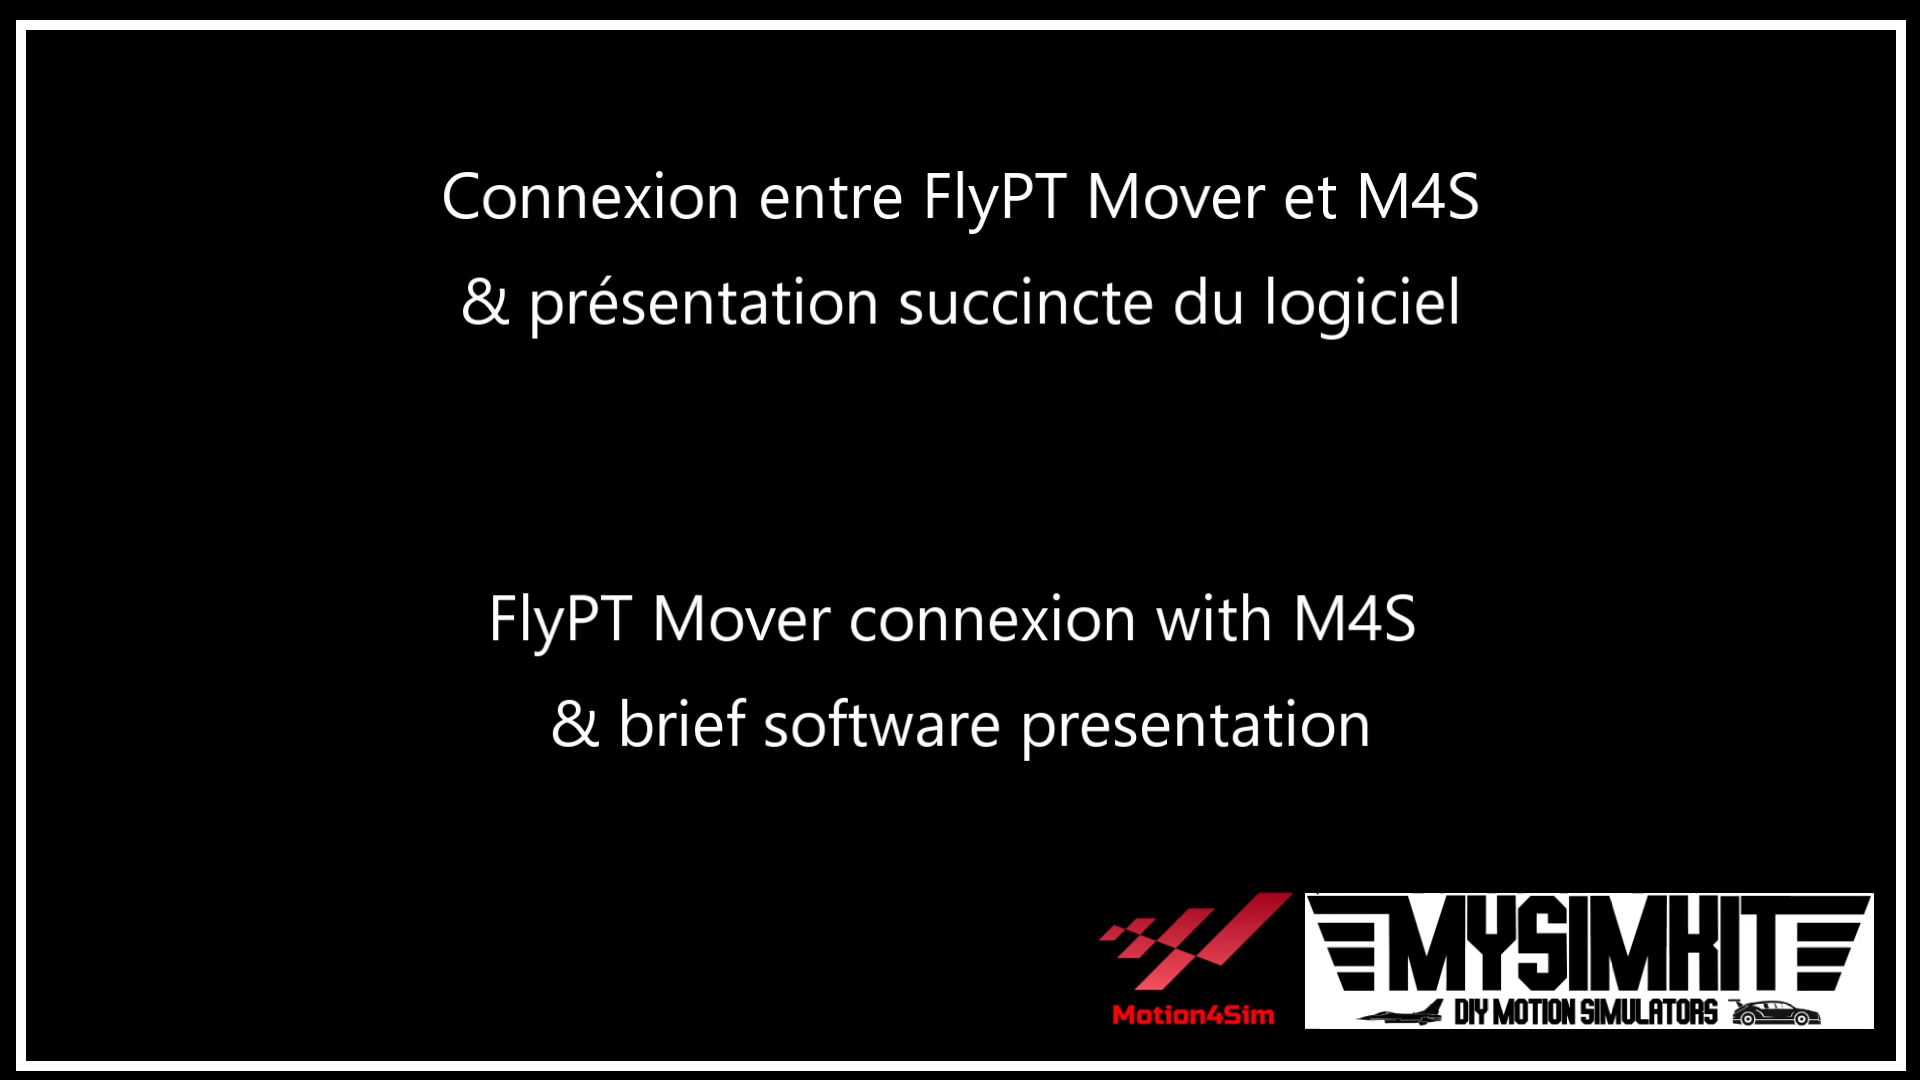 Connexion entre FlyPT Mover et M4S
& présentation succincte du logiciel
FlyPT Mover connexion with M4S
& brief software presentation
Motion4Sim
MYSIMKIT
DIY MOTION SIMULATORS